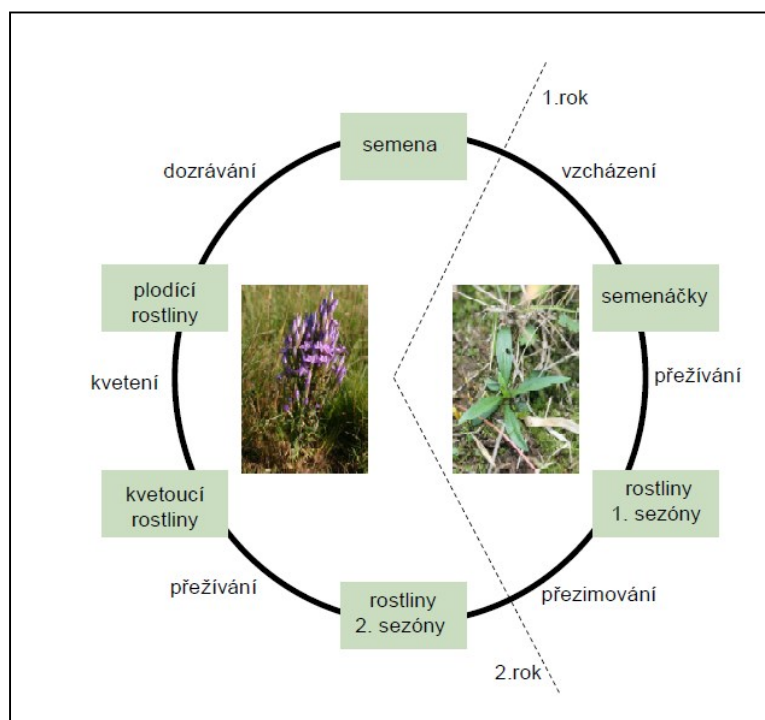 1.rok
semena
dozrávání
vzcházení
plodící
rostliny
semenáčky
kvetení
přežívání
kvetoucí
rostliny
rostliny
1. sezóny
přežívání
rostliny
2. sezóny
přezimování
2.rok